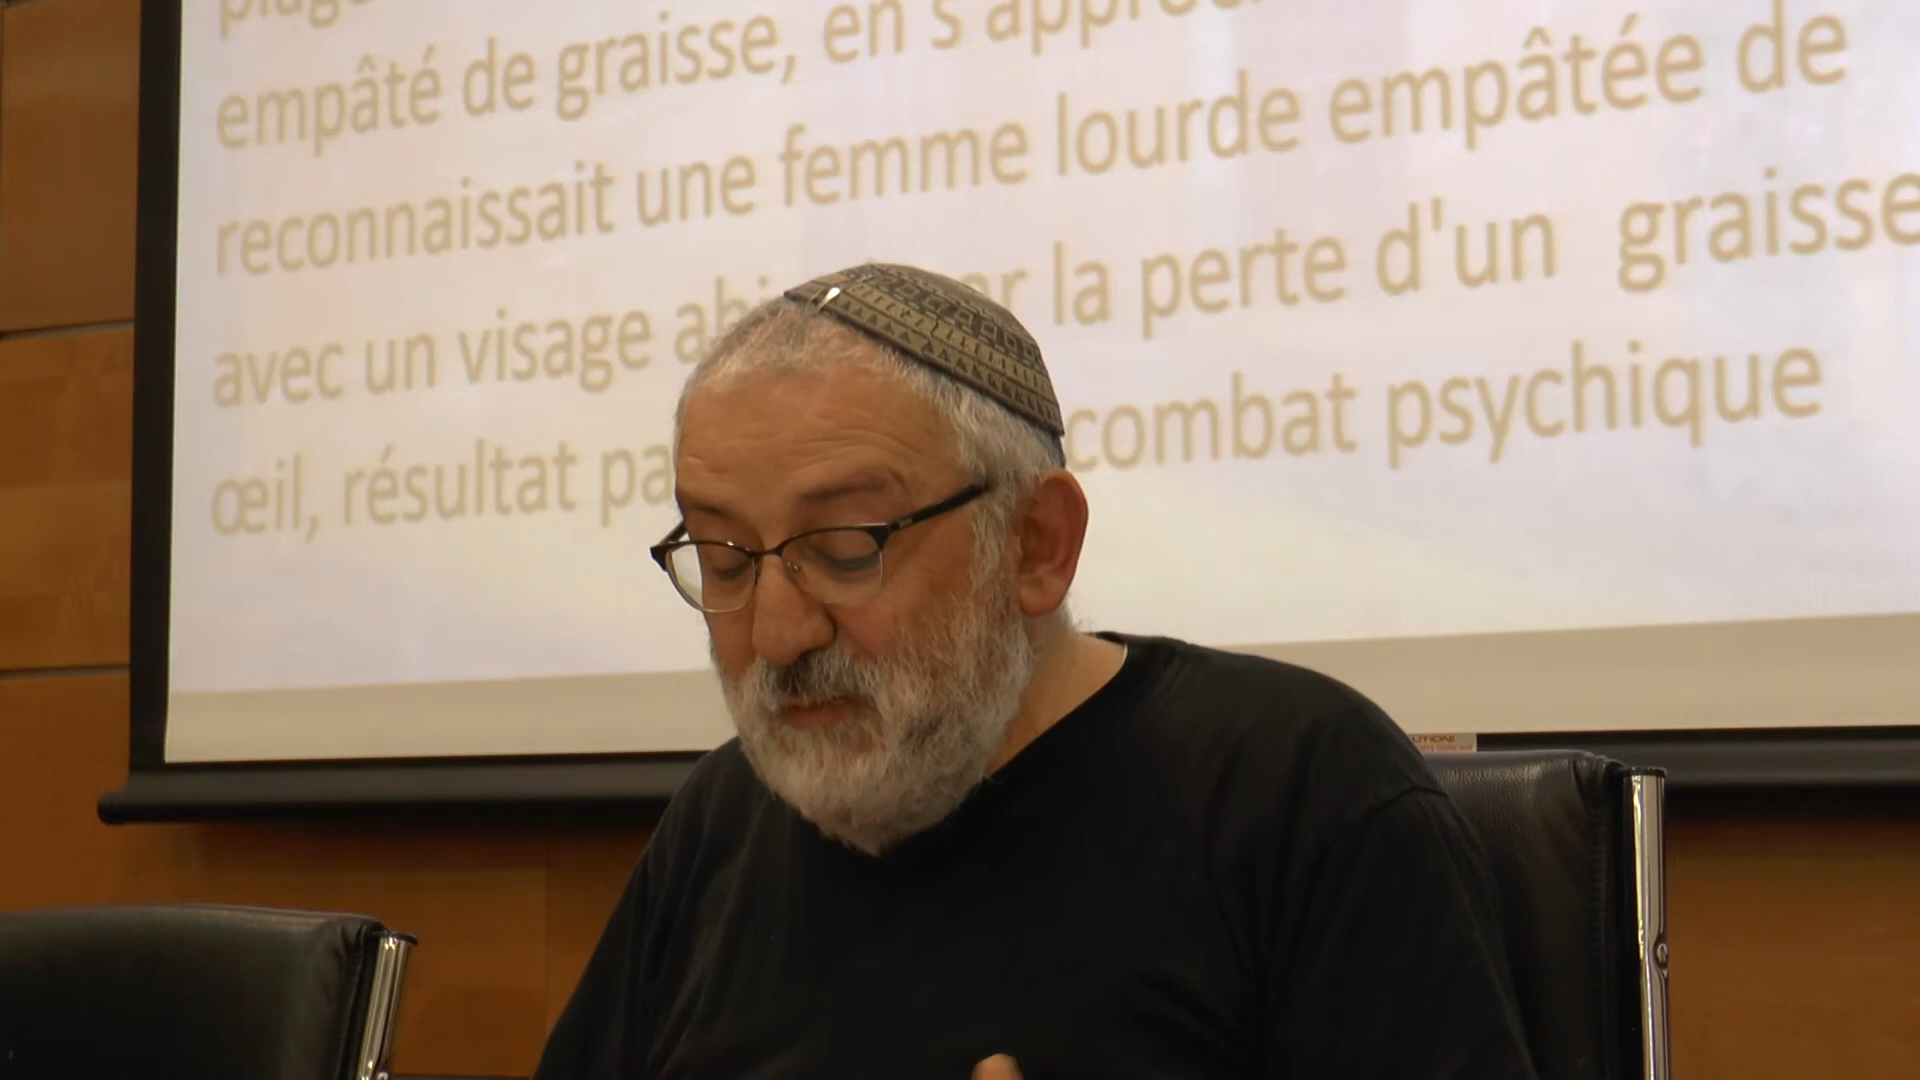 empâté de graisse, en s'appro
reconnaissait une femme lourde empâtée de
avec un visage la perte d'un graisse
œil, résultat combat psychique